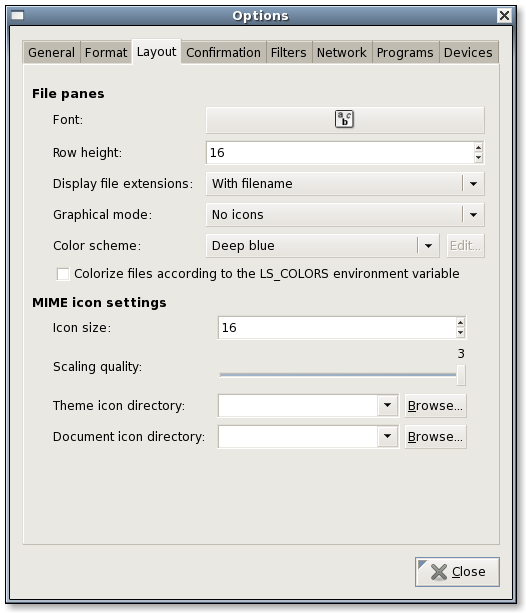 Options
General Format Layout Confirmation Filters Network Programs Devices
File panes
Font: a c b
Row height: 16
Display file extensions: With filename
Graphical mode: No icons
Color scheme: Deep blue Edit...
Colorize files according to the LS_COLORS environment variable
MIME icon settings
Icon size: 16
3
Scaling quality:
Theme icon directory: Browse...
Document icon directory: Browse...
Close